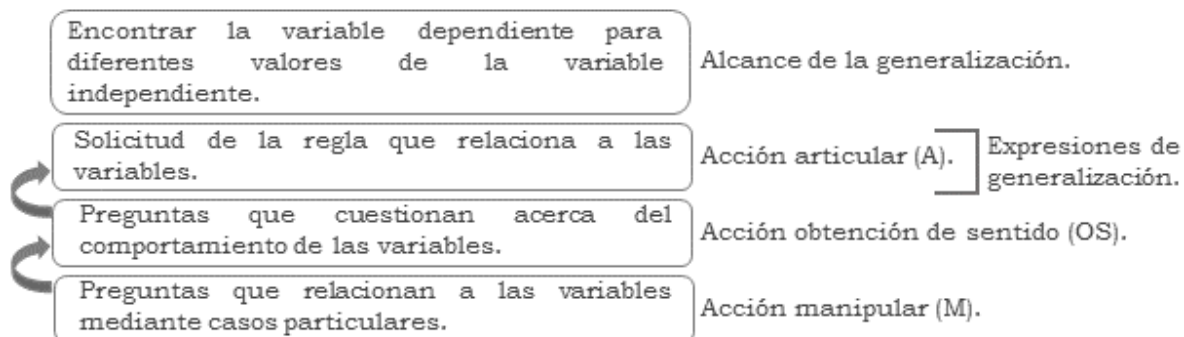 Encontrar la variable dependiente para
diferentes valores de la variable
independiente.
Alcance de la generalización.
Solicitud de la regla que relaciona a las
variables.
Acción articular (A).
Expresiones de
generalización.
Preguntas que cuestionan acerca del
comportamiento de las variables.
Acción obtención de sentido (OS).
Preguntas que relacionan a las variables
mediante casos particulares.
Acción manipular (M).